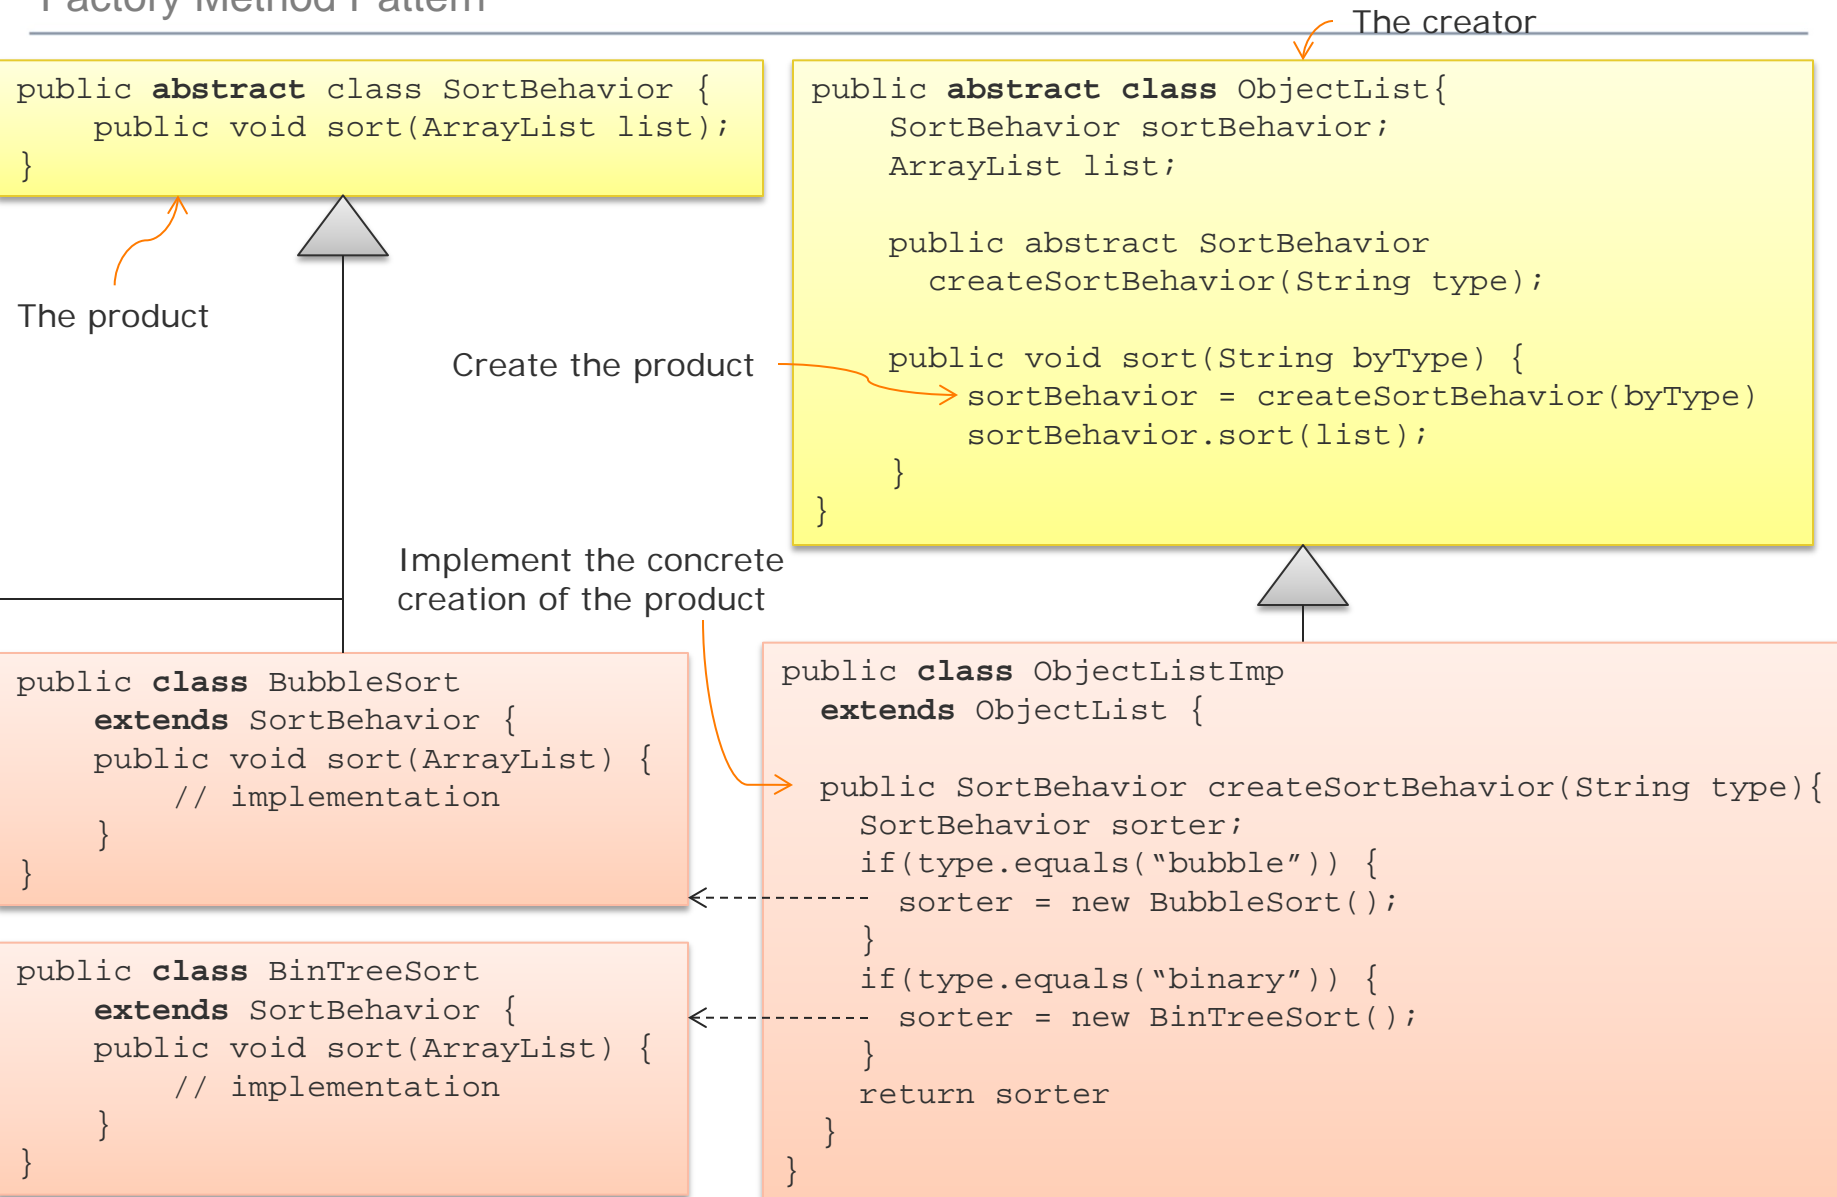 Factory Method Pattern
The creator
public abstract class SortBehavior {
    public void sort(ArrayList list);
}
The product
public abstract class ObjectList{
    SortBehavior sortBehavior;
    ArrayList list;
    public abstract SortBehavior
      createSortBehavior(String type);
    public void sort(String byType) {
        sortBehavior = createSortBehavior(byType)
        sortBehavior.sort(list);
    }
}
Create the product
Implement the concrete
creation of the product
public class BubbleSort
    extends SortBehavior {
    public void sort(ArrayList) {
        // implementation
    }
}
public class BinTreeSort
    extends SortBehavior {
    public void sort(ArrayList) {
        // implementation
    }
}
public class ObjectListImp
  extends ObjectList {
  public SortBehavior createSortBehavior(String type){
    SortBehavior sorter;
    if(type.equals(“bubble”)) {
      sorter = new BubbleSort();
    }
    if(type.equals(“binary”)) {
      sorter = new BinTreeSort();
    }
    return sorter
  }
}